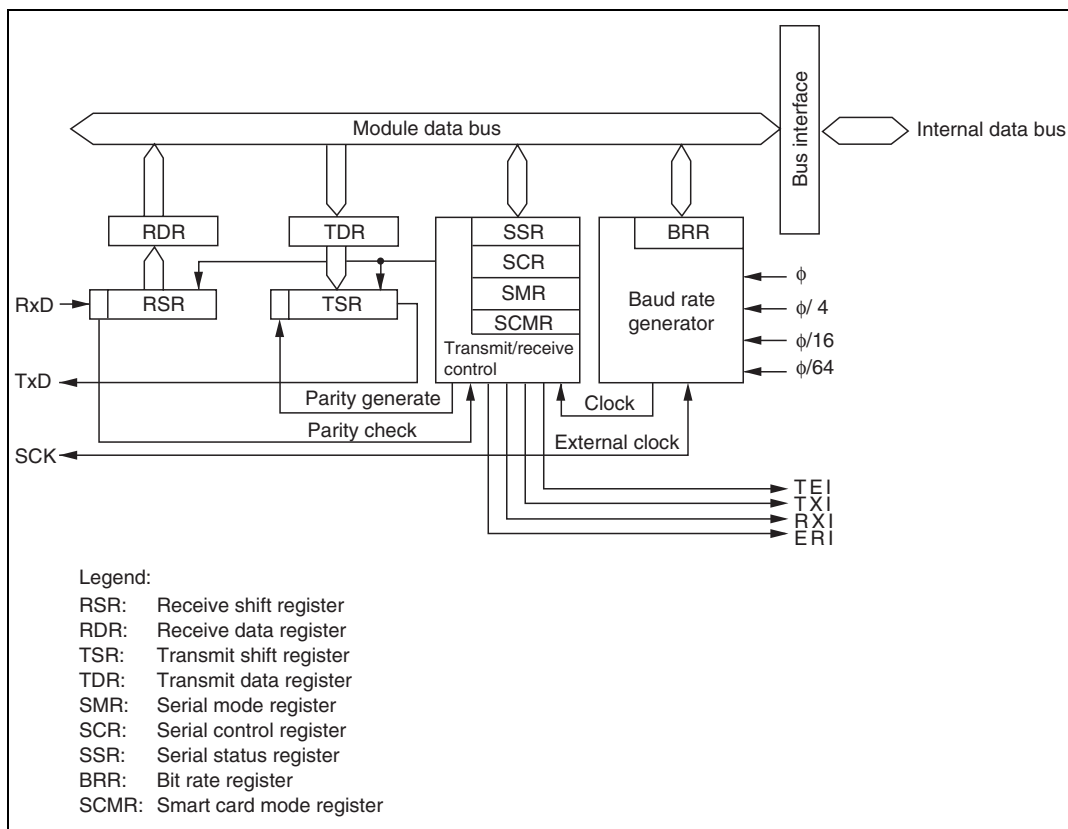 Bus interface
Module data bus
Internal data bus
RDR
TDR
SSR
BRR
SCR
RxD
RSR
TSR
SMR
SCMR
Baud rate
generator
ϕ
ϕ/ 4
ϕ/16
ϕ/64
Transmit/receive
control
TxD
Parity generate
Clock
Parity check
External clock
SCK
TEI
TXI
RXI
ERI
Legend:
RSR: Receive shift register
RDR: Receive data register
TSR: Transmit shift register
TDR: Transmit data register
SMR: Serial mode register
SCR: Serial control register
SSR: Serial status register
BRR: Bit rate register
SCMR: Smart card mode register